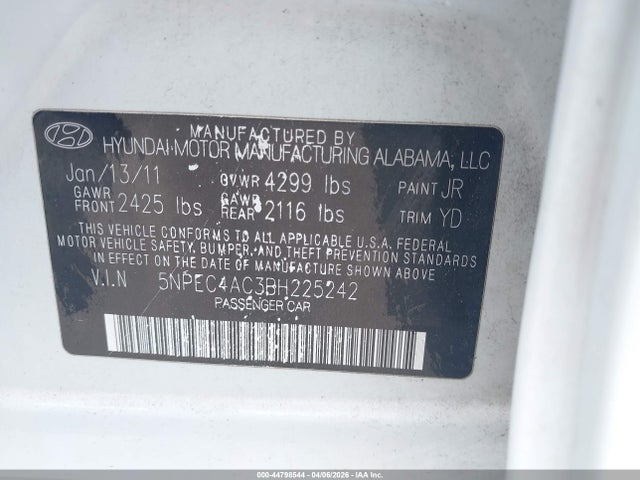 MANUFACTURED BY
HYUNDAI MOTOR MANUFACTURING ALABAMA, LLC
Jan/13/11 GVWR 4299 lbs PAINT JR
GAWR FRONT 2425 lbs GAWR REAR 2116 lbs TRIM YD
THIS VEHICLE CONFORMS TO ALL APPLICABLE U.S.A. FEDERAL
MOTOR VEHICLE SAFETY, BUMPER, AND THEFT PREVENTION STANDARDS
IN EFFECT ON THE DATE OF MANUFACTURE SHOWN ABOVE.
V.I.N 5NPEC4AC3BH225242
PASSENGER CAR
000-44798544 - 04/06/2026 - IAA Inc.